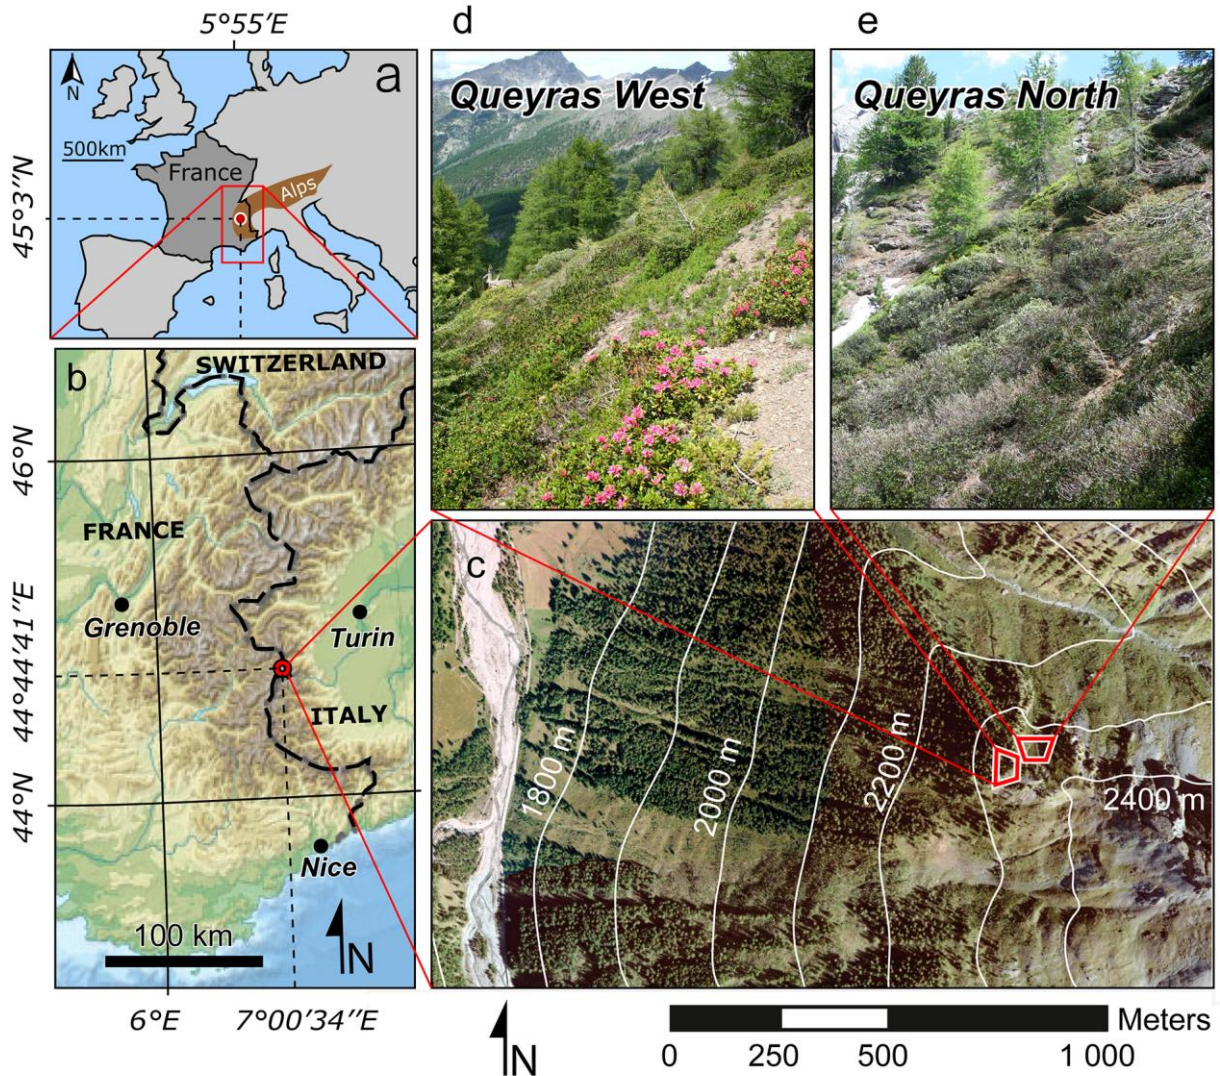 5°55′E
a
N
500km
France
Alps
45°3′′N
d
Queyras West
e
Queyras North
b
SWITZERLAND
46°N
FRANCE
Grenoble
Turin
44°44′41′′E
ITALY
44°N
Nice
100 km
N
6°E
7°00′34′′E
c
1800 m
2000 m
2200 m
2400 m
N
Meters
0
250
500
1 000